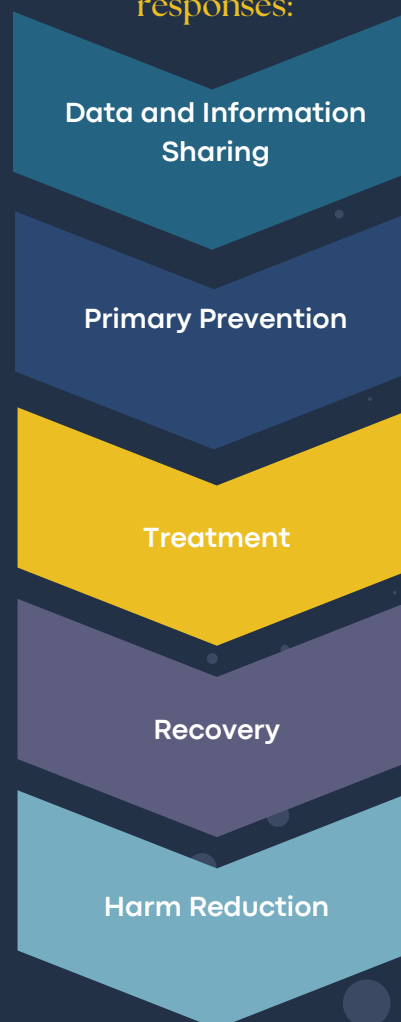 responses:
Data and Information
Sharing
Primary Prevention
Treatment
Recovery
Harm Reduction